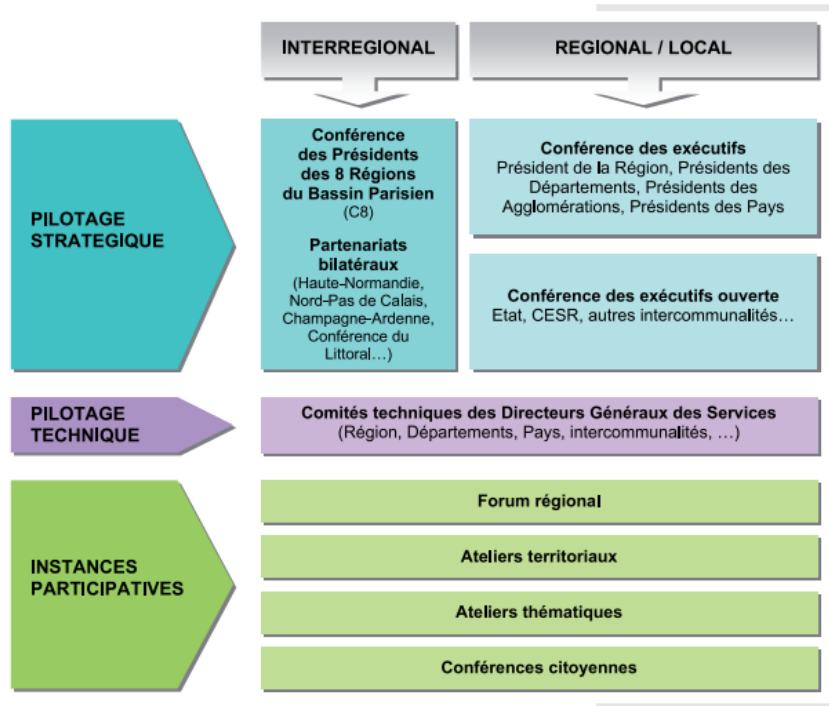 INTERREGIONAL
REGIONAL / LOCAL
PILOTAGE
STRATEGIQUE
Conférence
des Présidents
des 8 Régions
du Bassin Parisien
(C8)
Partenariats
bilatéraux
(Haute-Normandie,
Nord-Pas de Calais,
Champagne-Ardenne,
Conférence du
Littoral…)
Conférence des exécutifs
Président de la Région, Présidents des
Départements, Présidents des
Agglomérations, Présidents des Pays
Conférence des exécutifs ouverte
Etat, CESR, autres intercommunalités…
PILOTAGE
TECHNIQUE
Comités techniques des Directeurs Généraux des Services
(Région, Départements, Pays, intercommunalités, …)
INSTANCES
PARTICIPATIVES
Forum régional
Ateliers territoriaux
Ateliers thématiques
Conférences citoyennes